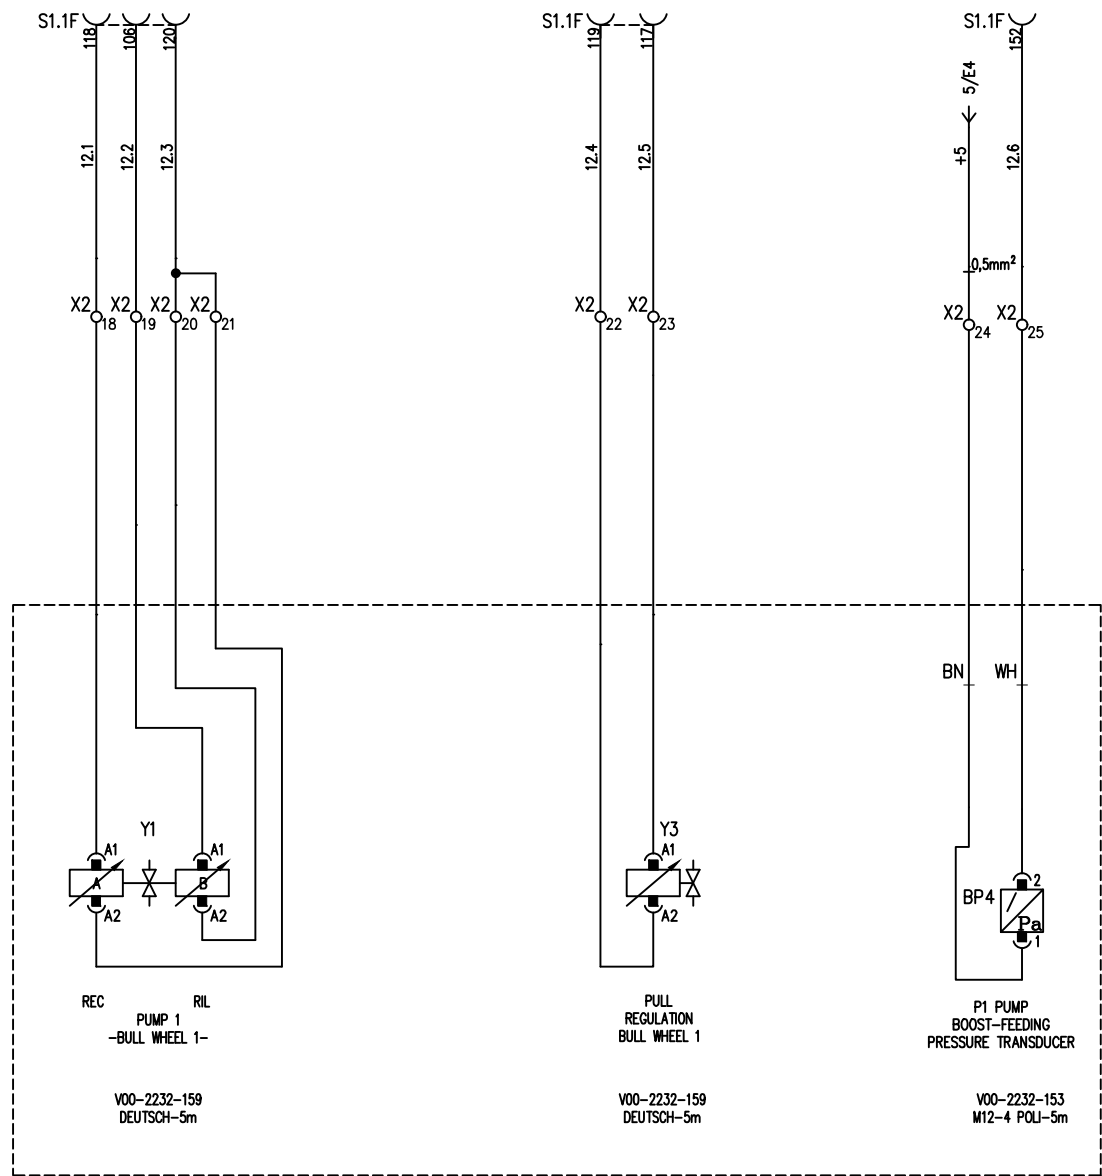 S1.1F
118
106
120
S1.1F
119
117
S1.1F
152
5/E4
12.1
12.2
12.3
12.4
12.5
+5
12.6
0,5mm²
X2
18
X2
19
X2
20
X2
21
X2
22
X2
23
X2
24
X2
25
BN
WH
Y1
Y3
A1
A1
A1
A
B
A2
A2
A2
BP4
2
Pa
1
REC
RIL
PUMP 1
-BULL WHEEL 1-
PULL
REGULATION
BULL WHEEL 1
P1 PUMP
BOOST-FEEDING
PRESSURE TRANSDUCER
V00-2232-159
DEUTSCH-5m
V00-2232-159
DEUTSCH-5m
V00-2232-153
M12-4 POLI-5m